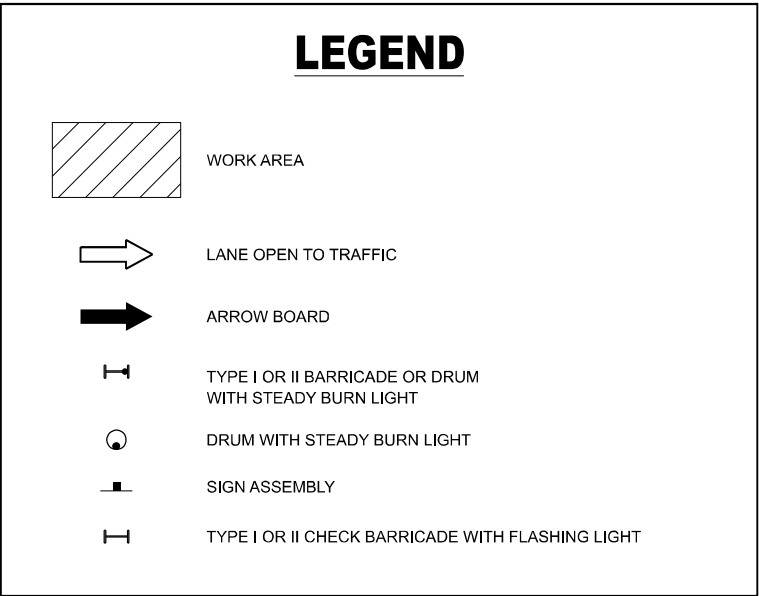 LEGEND
WORK AREA
LANE OPEN TO TRAFFIC
ARROW BOARD
TYPE I OR II BARRICADE OR DRUM
WITH STEADY BURN LIGHT
DRUM WITH STEADY BURN LIGHT
SIGN ASSEMBLY
TYPE I OR II CHECK BARRICADE WITH FLASHING LIGHT